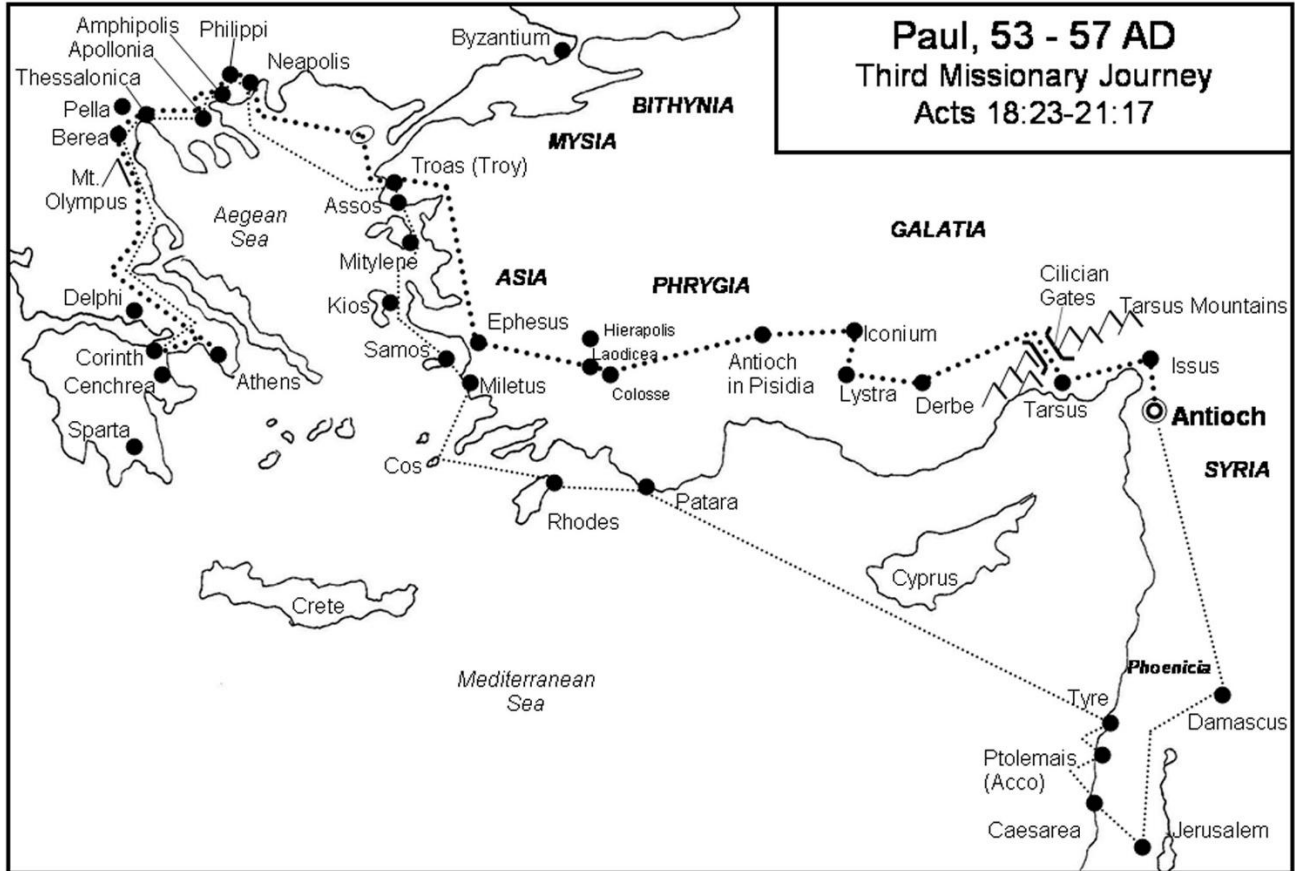 Paul, 53 - 57 AD
Third Missionary Journey
Acts 18:23-21:17
Amphipolis
Philippi
Apollonia
Neapolis
Byzantium
Thessalonica
Pella
BITHYNIA
Berea
MYSIA
Mt.
Olympus
Troas (Troy)
Assos
Aegean
Sea
GALATIA
Mitylene
ASIA
PHRYGIA
Cilician
Gates
Tarsus Mountains
Delphi
Kios
Ephesus
Hierapolis
Iconium
Corinth
Samos
Laodicea
Antioch
in Pisidia
Issus
Cenchrea
Athens
Miletus
Colosse
Lystra
Derbe
Tarsus
Antioch
Sparta
Cos
SYRIA
Rhodes
Patara
Cyprus
Crete
Mediterranean
Sea
Phoenicia
Tyre
Damascus
Ptolemais
(Acco)
Caesarea
Jerusalem